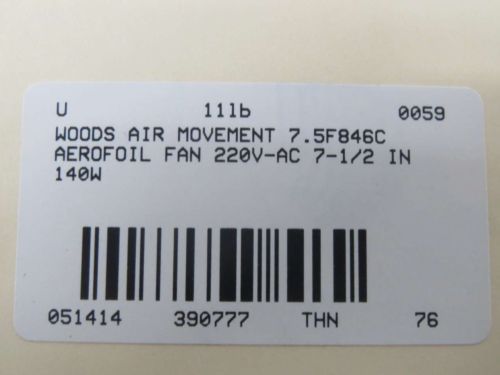 U 11lb 0059
WOODS AIR MOVEMENT 7.5F846C
AEROFOIL FAN 220V-AC 7-1/2 IN
140W
051414 390777 THN 76